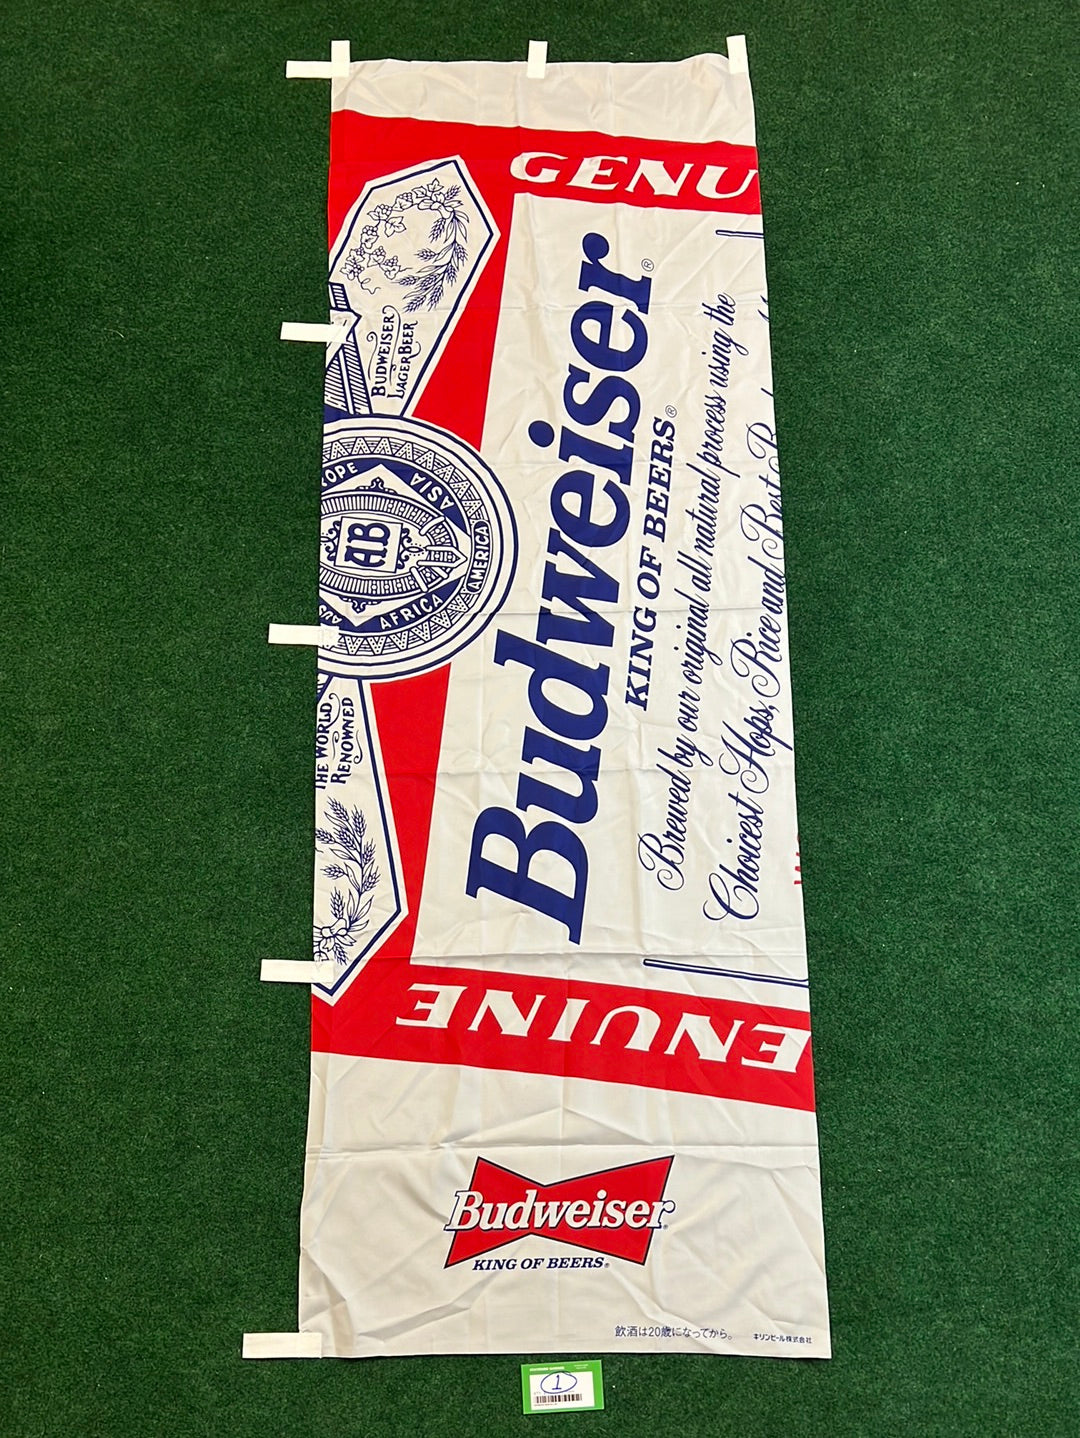 GENU
BUDWEISER
LAGER BEER
OPE
ASIA
AMERICA
AFRICA
AUS
AB
THE WORLD
RENOWNED
Budweiser®
KING OF BEERS®
Brewed by our original all natural process using the
Choicest Hops, Rice and Best B
ENUINE
ENUINE
Budweiser®
KING OF BEERS®
飲酒は20歳になってから。 キリンビール株式会社
1